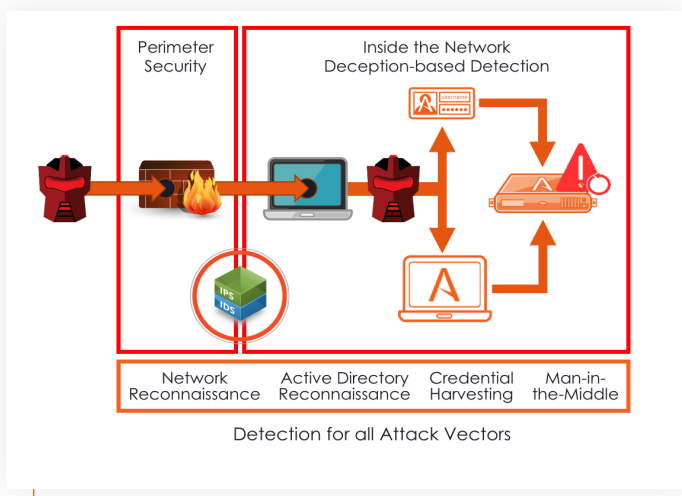 Perimeter
Security
Inside the Network
Deception-based Detection
username
IPS
IDS
Network
Reconnaissance
Active Directory
Reconnaissance
Credential
Harvesting
Man-in-
the-Middle
Detection for all Attack Vectors